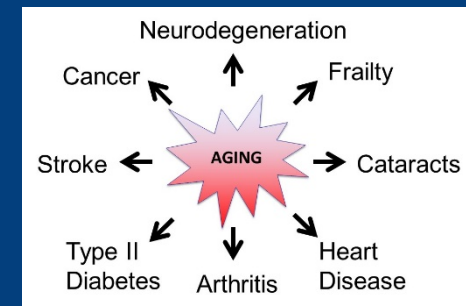 Neurodegeneration
Cancer
Frailty
Stroke
AGING
Cataracts
Type II
Diabetes
Arthritis
Heart
Disease